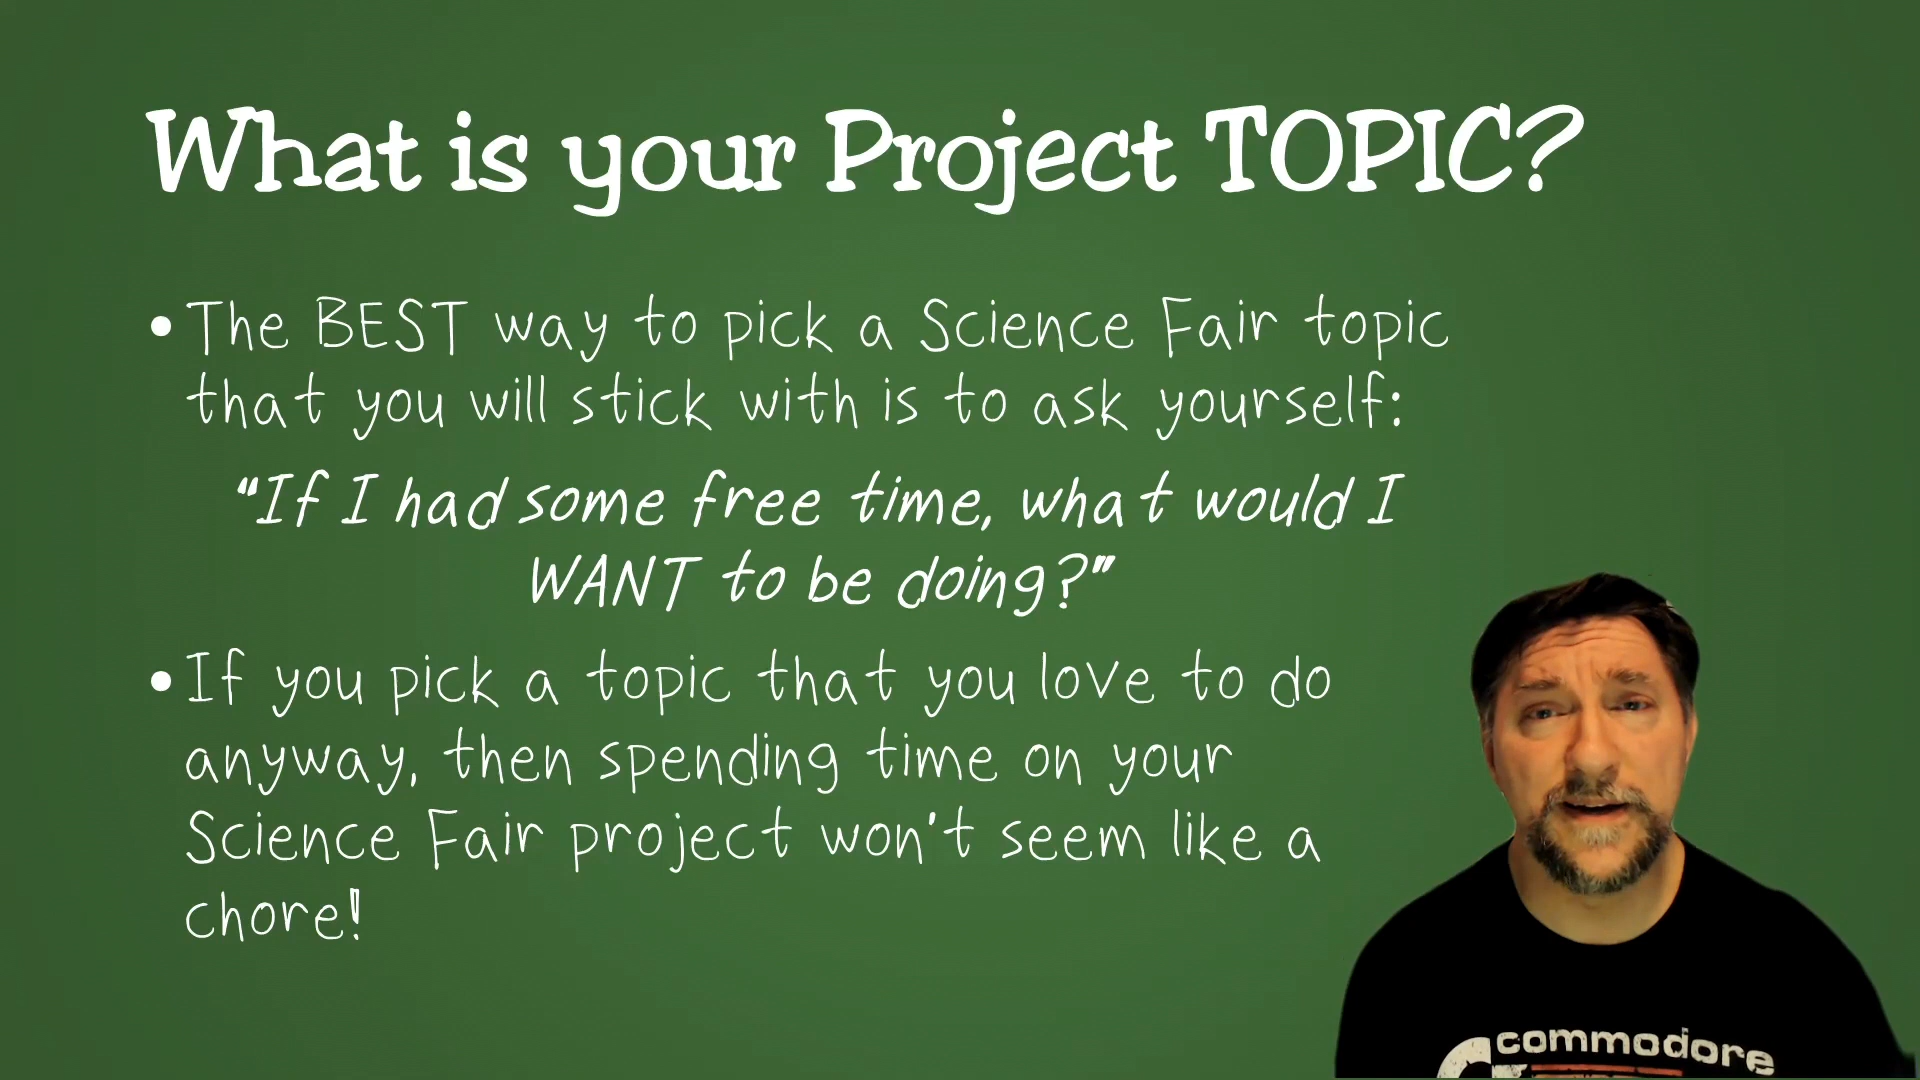 What is your Project TOPIC?
• The BEST way to pick a Science Fair topic
that you will stick with is to ask yourself:
"If I had some free time, what would I
WANT to be doing?"
• If you pick a topic that you love to do
anyway, then spending time on your
Science Fair project won't seem like a
chore!
commodore